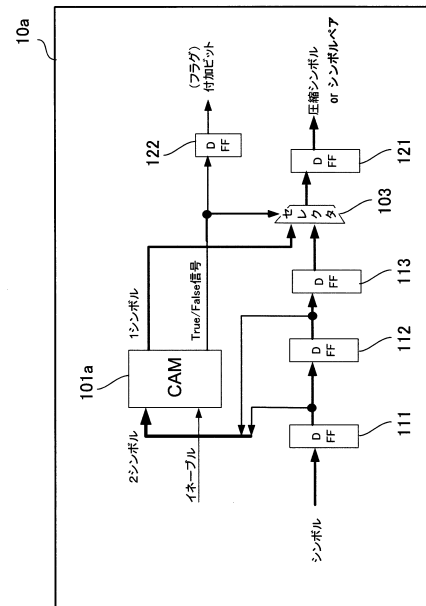 10a
(フラグ)
付加ビット
圧縮シンボル
or シンボルペア
122
D
FF
D
FF
121
セレクタ
103
1シンボル
True/False信号
D
FF
113
101a
CAM
D
FF
112
2シンボル
イネーブル
D
FF
111
シンボル